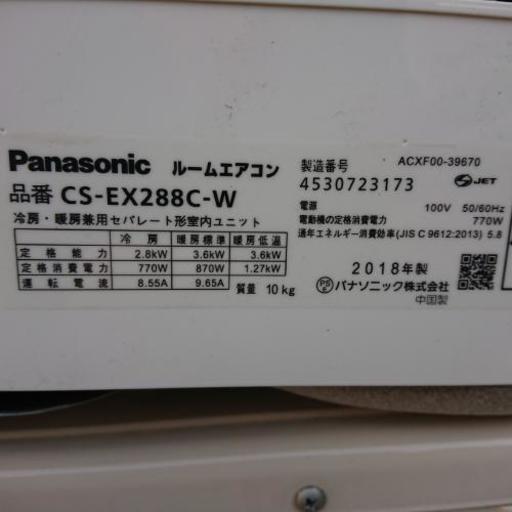 Panasonic ルームエアコン
品番 CS-EX288C-W
冷房・暖房兼用セパレート形室内ユニット
冷房 暖房標準 暖房低温
定格能力 2.8kW 3.6kW 3.6kW
定格消費電力 770W 870W 1.27kW
運転電流 8.55A 9.65A
質量 10kg
ACXF00-39670
製造番号
4530723173
JET
電源 100V 50/60Hz
電動機の定格消費電力 770W
通年エネルギー消費効率(JIS C 9612:2013) 5.8
2018年製
PS E パナソニック株式会社
中国製